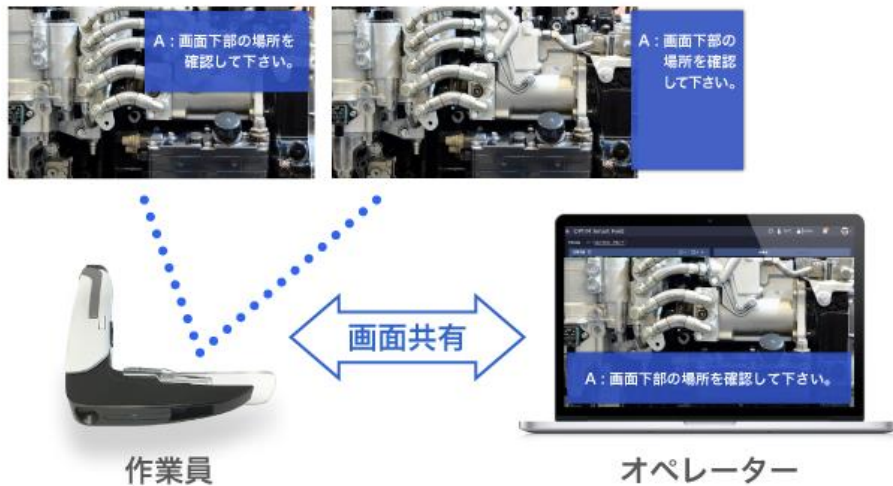 A：画面下部の場所を
確認して下さい。
A：画面下部の
場所を確認
して下さい。
画面共有
A：画面下部の場所を確認して下さい。
作業員
オペレーター